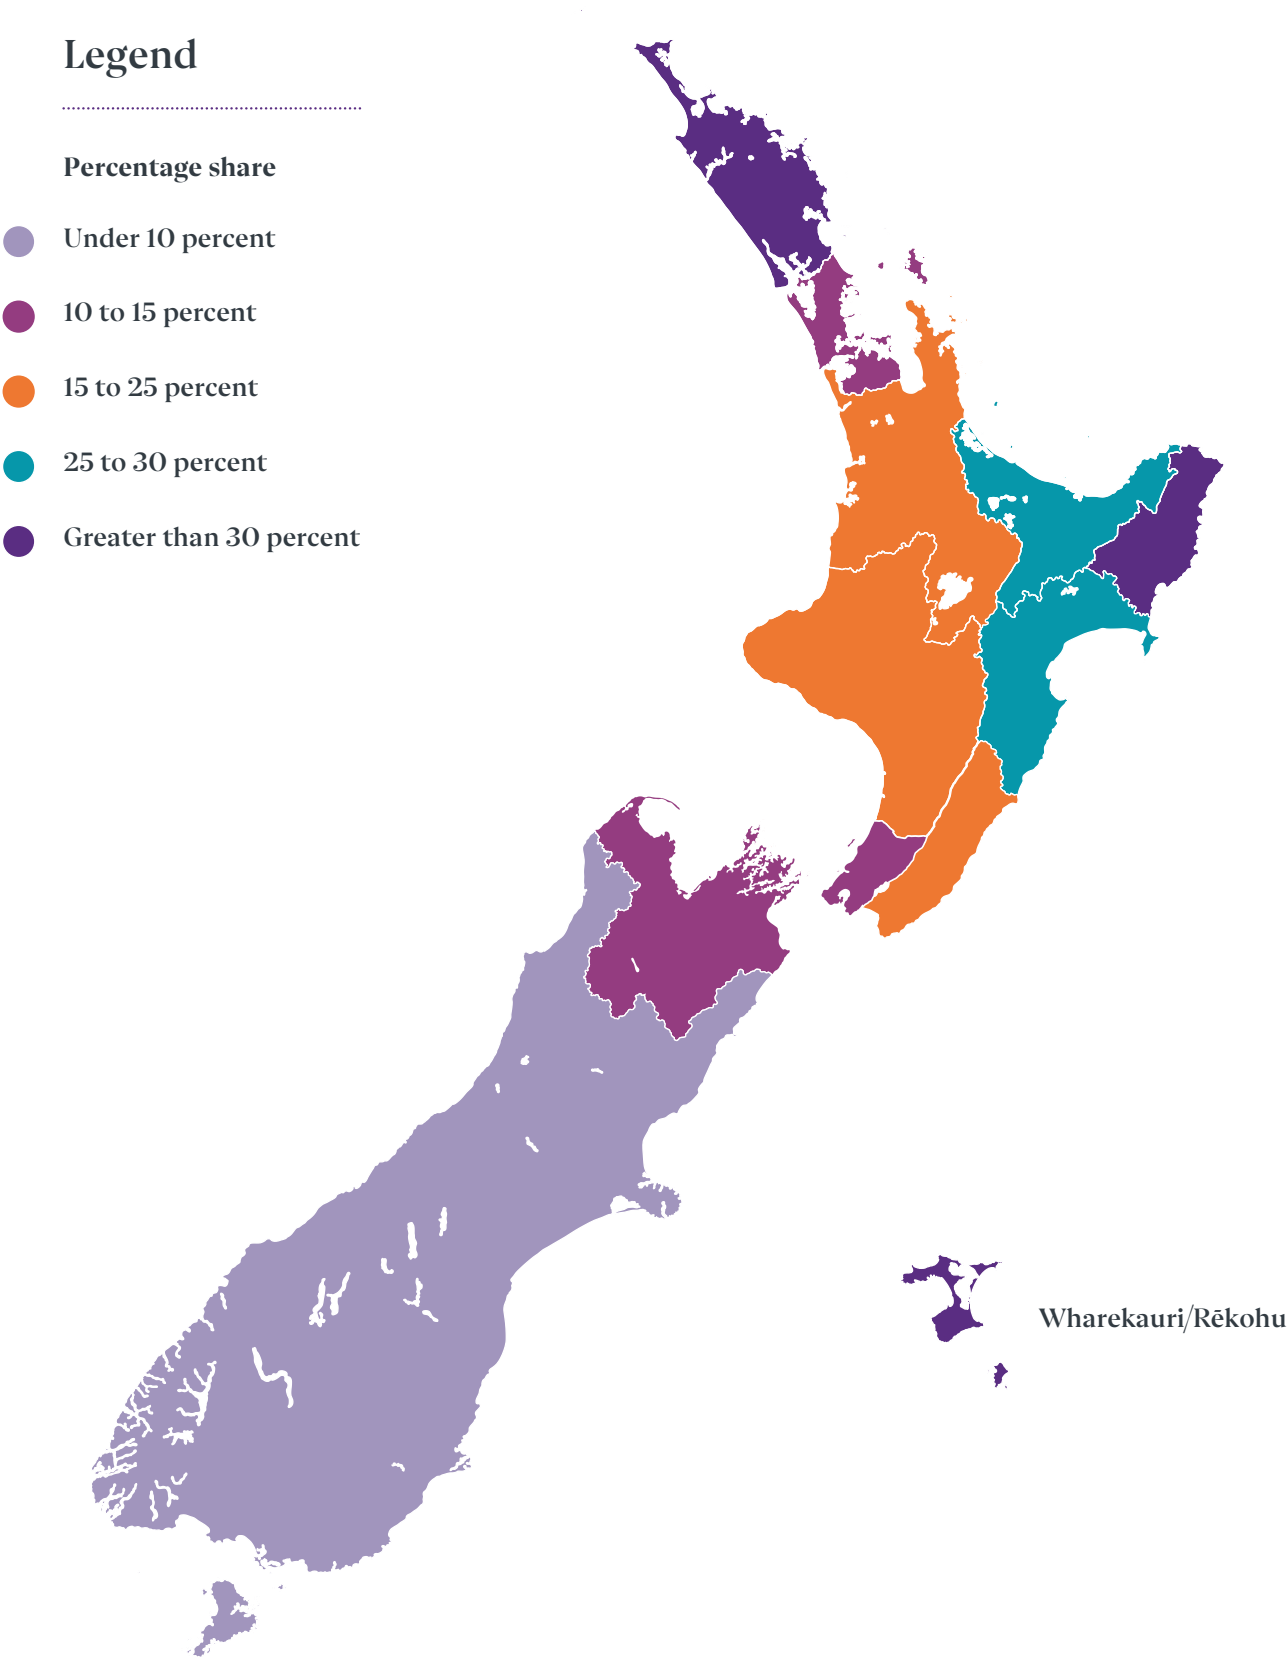 Legend
Percentage share
Under 10 percent
10 to 15 percent
15 to 25 percent
25 to 30 percent
Greater than 30 percent
Wharekauri/Rēkohu